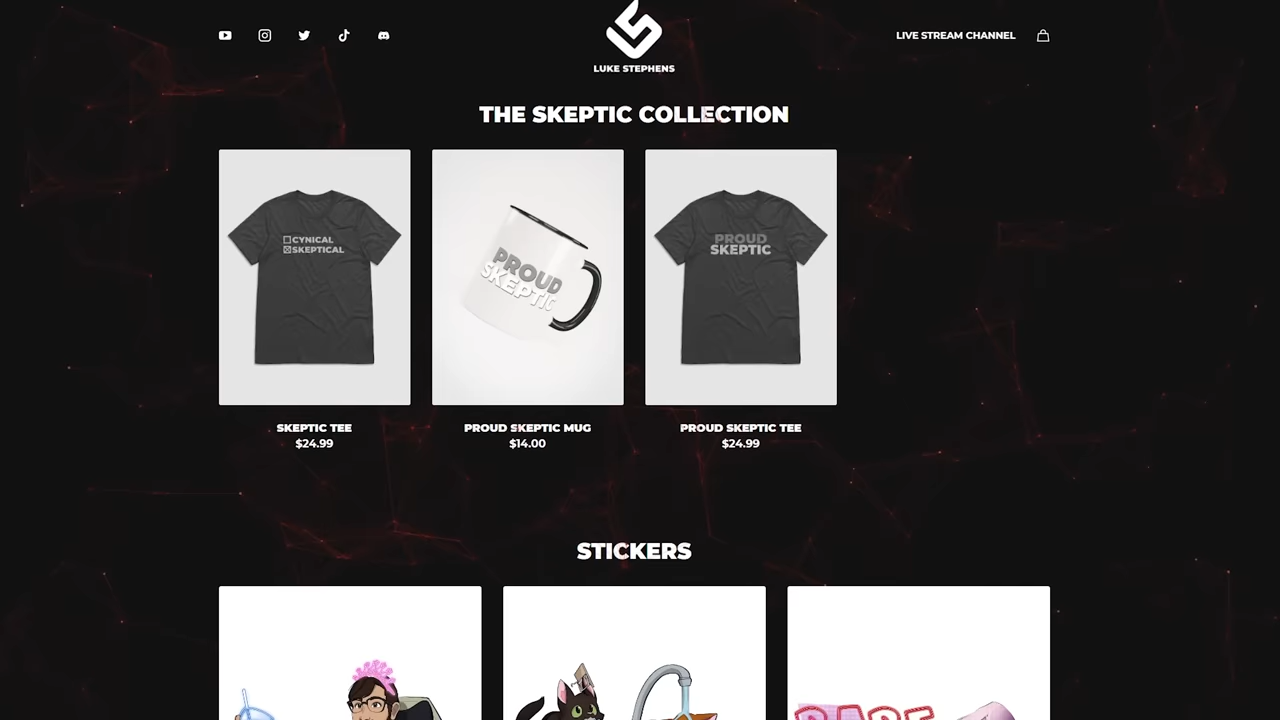 LIVE STREAM CHANNEL
LUKE STEPHENS
THE SKEPTIC COLLECTION
CYNICAL
SKEPTICAL
PROUD
SKEPTIC
PROUD
SKEPTIC
SKEPTIC TEE
$24.99
PROUD SKEPTIC MUG
$14.00
PROUD SKEPTIC TEE
$24.99
STICKERS